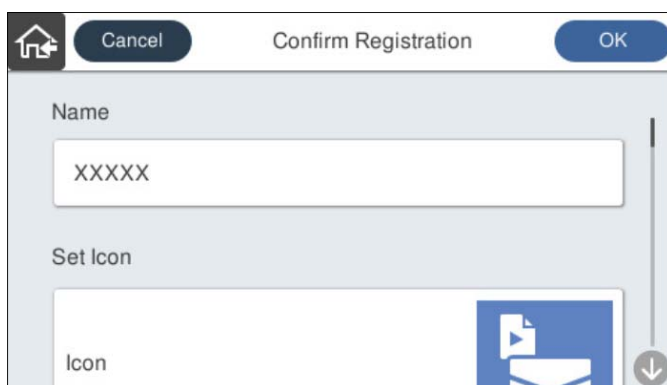 Cancel Confirm Registration OK
Name
XXXXX
Set Icon
Icon